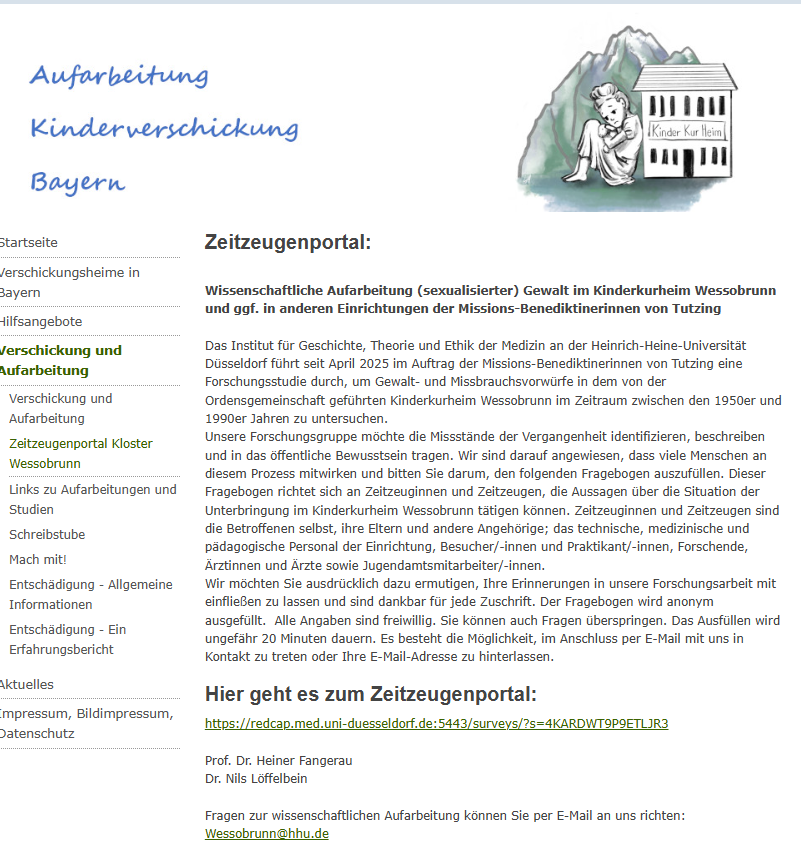 Aufarbeitung
Kinderverschickung
Bayern
Kinder Kur Heim
Startseite
Verschickungsheime in
Bayern
Hilfsangebote
Verschickung und
Aufarbeitung
Verschickung und
Aufarbeitung
Zeitzeugenportal Kloster
Wessobrunn
Links zu Aufarbeitungen und
Studien
Schreibstube
Mach mit!
Entschädigung - Allgemeine
Informationen
Entschädigung - Ein
Erfahrungsbericht
Aktuelles
Impressum, Bildimpressum,
Datenschutz
Zeitzeugenportal:
Wissenschaftliche Aufarbeitung (sexualisierter) Gewalt im Kinderkurheim Wessobrunn
und ggf. in anderen Einrichtungen der Missions-Benediktinerinnen von Tutzing
Das Institut für Geschichte, Theorie und Ethik der Medizin an der Heinrich-Heine-Universität
Düsseldorf führt seit April 2025 im Auftrag der Missions-Benediktinerinnen von Tutzing eine
Forschungsstudie durch, um Gewalt- und Missbrauchsvorwürfe in dem von der
Ordensgemeinschaft geführten Kinderkurheim Wessobrunn im Zeitraum zwischen den 1950er und
1990er Jahren zu untersuchen.
Unsere Forschungsgruppe möchte die Missstände der Vergangenheit identifizieren, beschreiben
und in das öffentliche Bewusstsein tragen. Wir sind darauf angewiesen, dass viele Menschen an
diesem Prozess mitwirken und bitten Sie darum, den folgenden Fragebogen auszufüllen. Dieser
Fragebogen richtet sich an Zeitzeuginnen und Zeitzeugen, die Aussagen über die Situation der
Unterbringung im Kinderkurheim Wessobrunn tätigen können. Zeitzeuginnen und Zeitzeugen sind
die Betroffenen selbst, ihre Eltern und andere Angehörige; das technische, medizinische und
pädagogische Personal der Einrichtung, Besucher/-innen und Praktikant/-innen, Forschende,
Ärztinnen und Ärzte sowie Jugendamtsmitarbeiter/-innen.
Wir möchten Sie ausdrücklich dazu ermutigen, Ihre Erinnerungen in unsere Forschungsarbeit mit
einfließen zu lassen und sind dankbar für jede Zuschrift. Der Fragebogen wird anonym
ausgefüllt.  Alle Angaben sind freiwillig. Sie können auch Fragen überspringen. Das Ausfüllen wird
ungefähr 20 Minuten dauern. Es besteht die Möglichkeit, im Anschluss per E-Mail mit uns in
Kontakt zu treten oder Ihre E-Mail-Adresse zu hinterlassen.
Hier geht es zum Zeitzeugenportal:
https://redcap.med.uni-duesseldorf.de:5443/surveys/?s=4KARDWT9P9ETLJR3
Prof. Dr. Heiner Fangerau
Dr. Nils Löffelbein
Fragen zur wissenschaftlichen Aufarbeitung können Sie per E-Mail an uns richten:
Wessobrunn@hhu.de